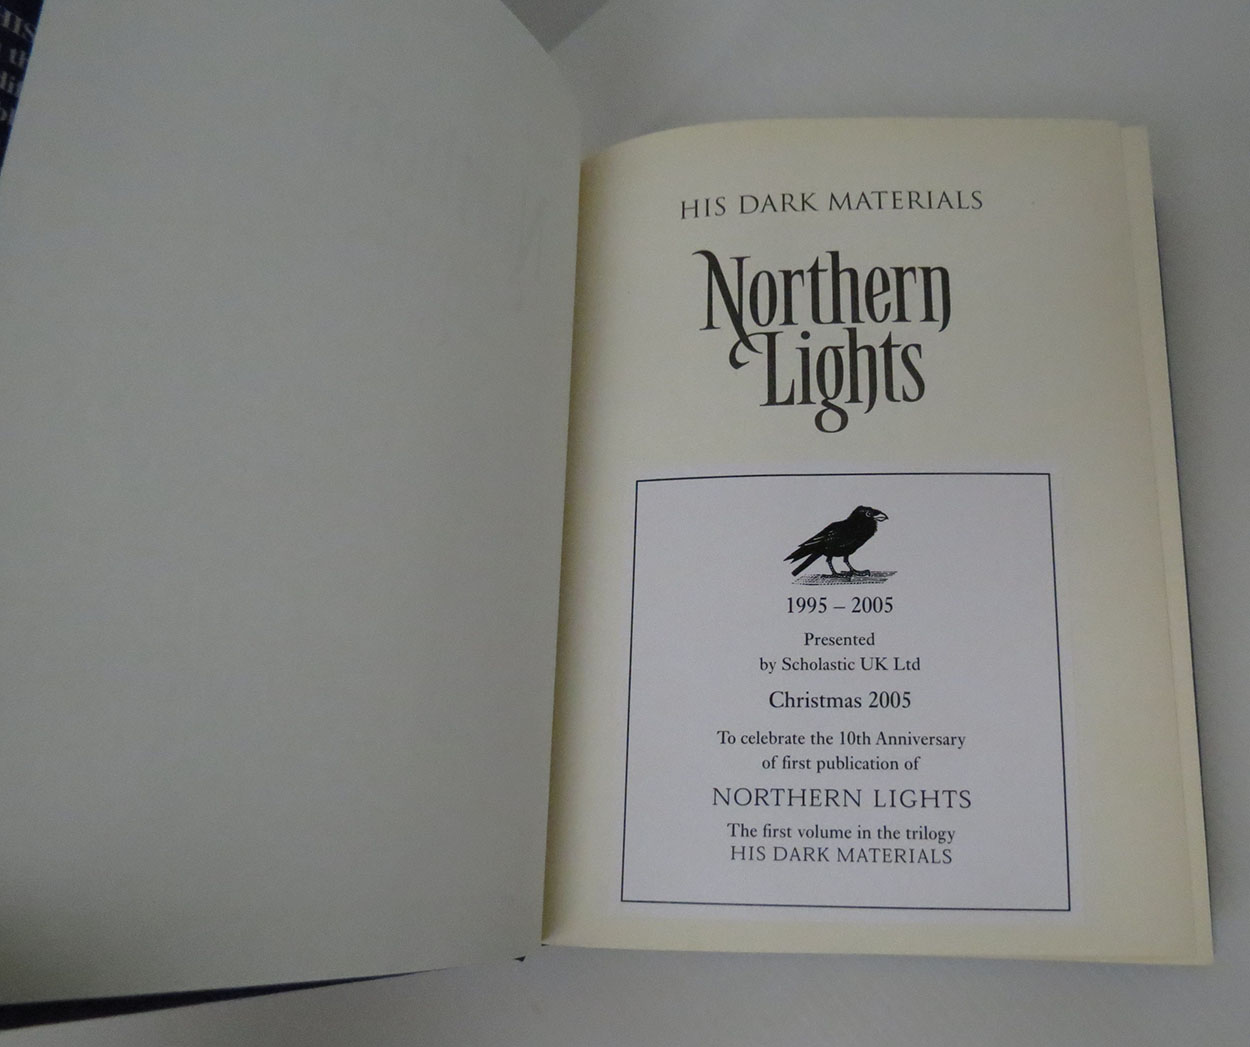 HIS DARK MATERIALS
Northern
Lights
1995 – 2005
Presented
by Scholastic UK Ltd
Christmas 2005
To celebrate the 10th Anniversary
of first publication of
NORTHERN LIGHTS
The first volume in the trilogy
HIS DARK MATERIALS